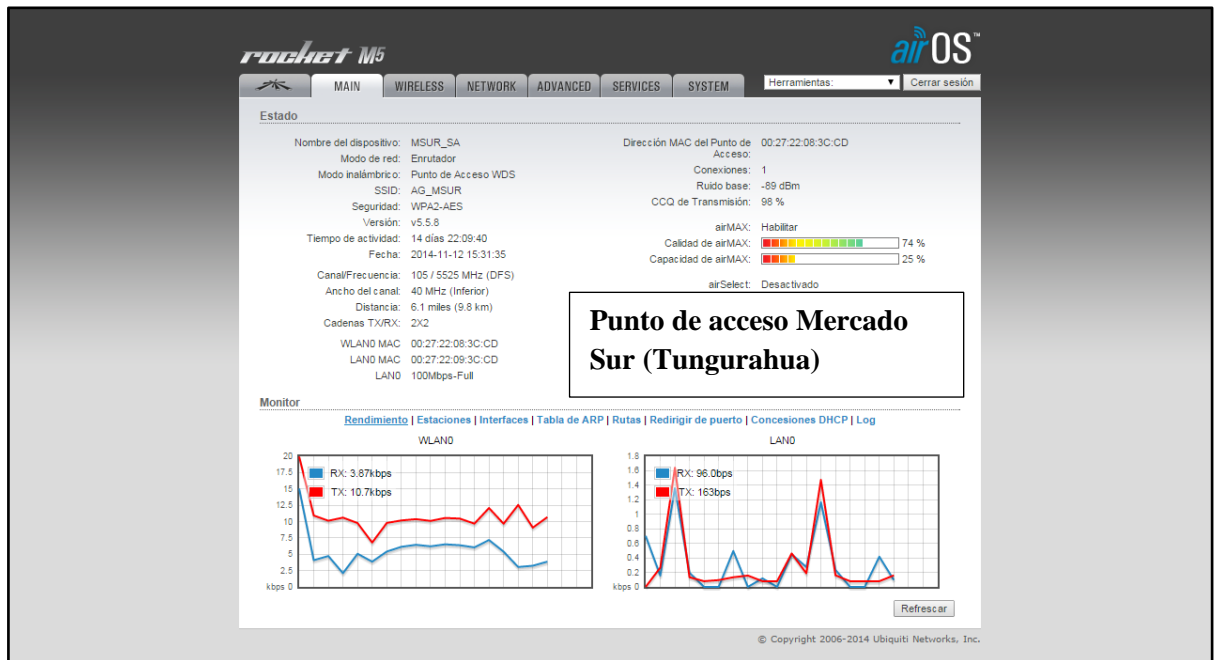 rocket M5
airOS™
MAIN WIRELESS NETWORK ADVANCED SERVICES SYSTEM Herramientas: Cerrar sesión
Estado
Nombre del dispositivo: MSUR_SA
Modo de red: Enrutador
Modo inalámbrico: Punto de Acceso WDS
SSID: AG_MSUR
Seguridad: WPA2-AES
Versión: v5.5.8
Tiempo de actividad: 14 días 22:09:40
Fecha: 2014-11-12 15:31:35
Canal/Frecuencia: 105 / 5525 MHz (DFS)
Ancho del canal: 40 MHz (Inferior)
Distancia: 6.1 miles (9.8 km)
Cadenas TX/RX: 2X2
WLAN0 MAC 00:27:22:08:3C:CD
LAN0 MAC 00:27:22:09:3C:CD
LAN0 100Mbps-Full
Dirección MAC del Punto de 00:27:22:08:3C:CD
Acceso:
Conexiones: 1
Ruido base: -89 dBm
CCQ de Transmisión: 98 %
airMAX: Habilitar
Calidad de airMAX: 74 %
Capacidad de airMAX: 25 %
airSelect: Desactivado
Punto de acceso Mercado
Sur (Tungurahua)
Monitor
Rendimiento | Estaciones | Interfaces | Tabla de ARP | Rutas | Redirigir de puerto | Concesiones DHCP | Log
WLAN0
20
17.5
15
12.5
10
7.5
5
2.5
kbps 0
RX: 3.87kbps
TX: 10.7kbps
LAN0
1.8
1.6
1.4
1.2
1
0.8
0.6
0.4
0.2
kbps 0
RX: 96.0bps
TX: 163bps
Refrescar
© Copyright 2006-2014 Ubiquiti Networks, Inc.